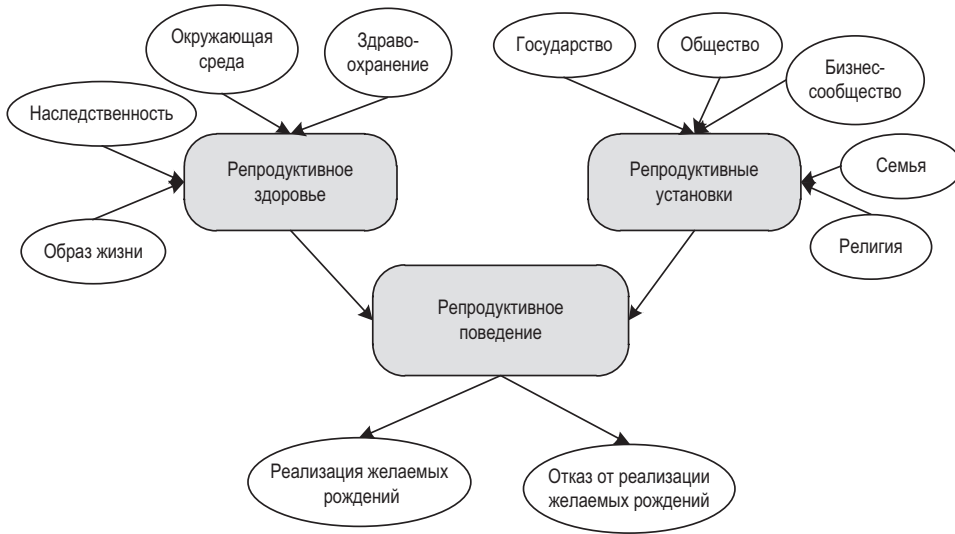 Окружающая
среда
Здраво-
охранение
Государство
Общество
Бизнес-
сообщество
Наследственность
Репродуктивное
здоровье
Репродуктивные
установки
Семья
Образ жизни
Религия
Репродуктивное
поведение
Реализация желаемых
рождений
Отказ от реализации
желаемых рождений